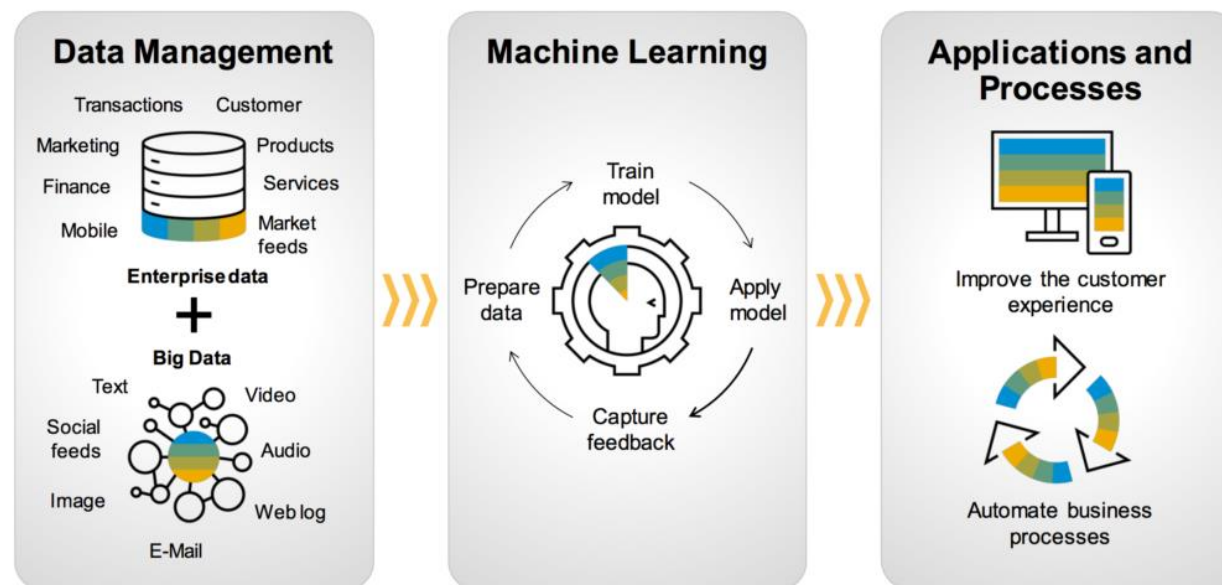 Data Management
Transactions
Customer
Marketing
Products
Finance
Services
Mobile
Market
feeds
Enterprise data
+
Big Data
Text
Video
Social
feeds
Audio
Image
Web log
E-Mail
Machine Learning
Train
model
Prepare
data
Apply
model
Capture
feedback
Applications and
Processes
Improve the customer
experience
Automate business
processes